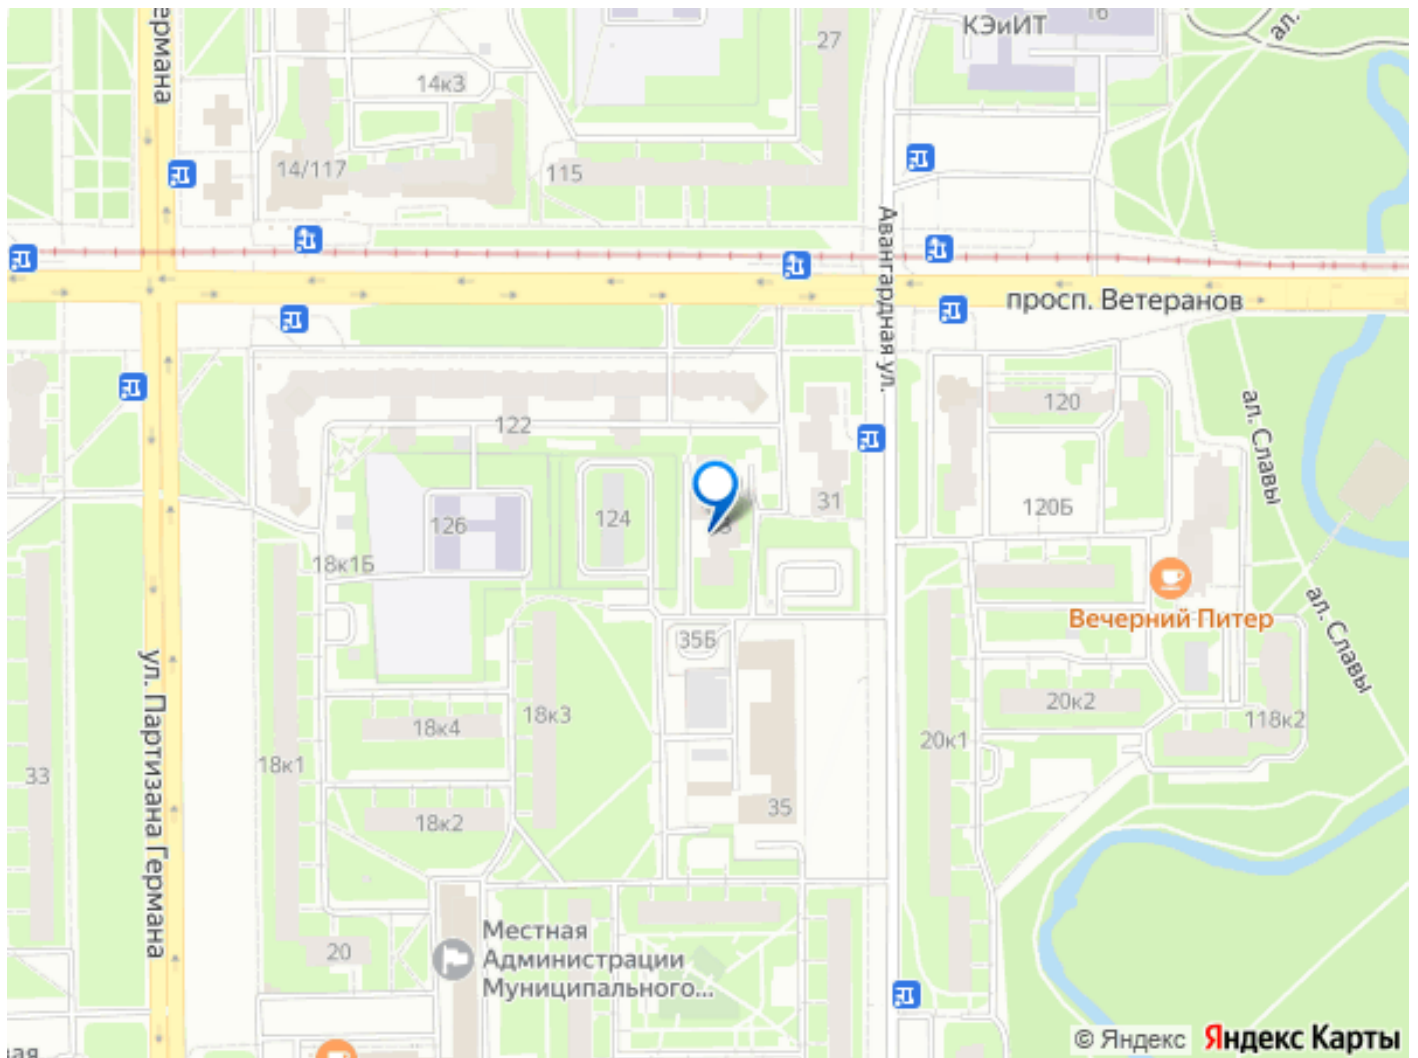 КЭиИТ
16
ал.
ермана
27
14к3
14/117
115
Авангардная ул.
просп. Ветеранов
120
122
ал. Славы
31
120Б
126
124
18к1Б
Вечерний Питер
ал. Славы
35Б
ул. Партизана Германа
20к2
18к3
118к2
18к4
20к1
18к1
33
35
18к2
Местная
Администрации
Муниципального...
20
ая
© Яндекс Яндекс Карты